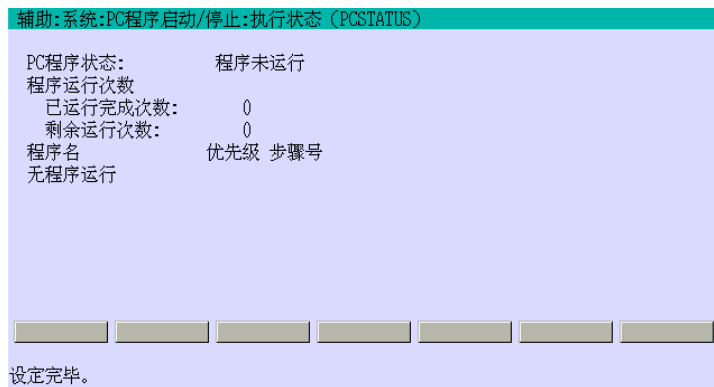 辅助:系统:PC程序启动/停止:执行状态（PCSTATUS）
PC程序状态: 程序未运行
程序运行次数
已运行完成次数: 0
剩余运行次数: 0
程序名 优先级 步骤号
无程序运行
设定完毕。